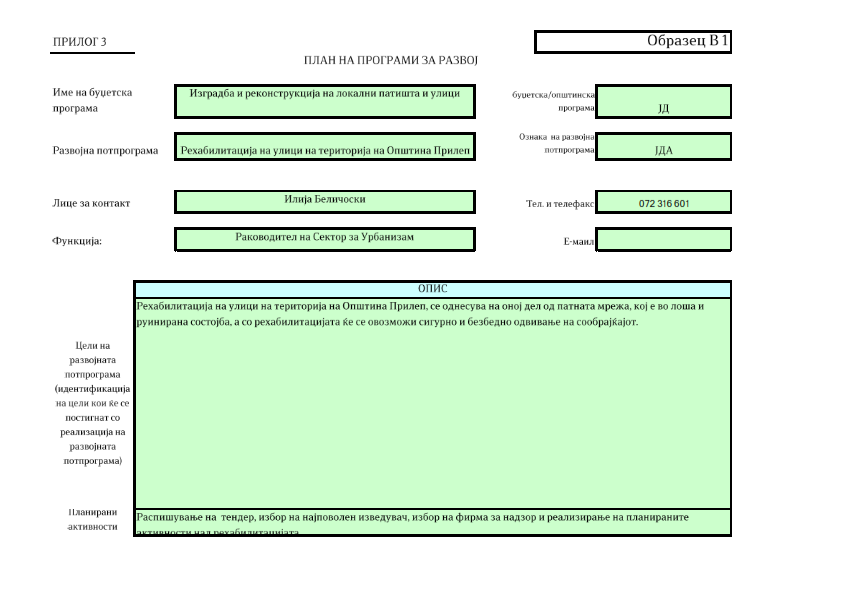 ПРИЛОГ 3
Образец В 1
ПЛАН НА ПРОГРАМИ ЗА РАЗВОЈ
Име на буџетска
програма
Изградба и реконструкција на локални патишта и улици
буџетска/општинска
програма
ЈД
Развојна потпрограма
Рехабилитација на улици на територија на Општина Прилеп
Ознака на развојна
потпрограма
ЈДА
Лице за контакт
Илија Беличоски
Тел. и телефакс
072 316 601
Функција:
Раководител на Сектор за Урбанизам
Е-маил
ОПИС
Цели на
развојната
потпрограма
(идентификација
на цели кои ќе се
постигнат со
реализација на
развојната
потпрограма)
Рехабилитација на улици на територија на Општина Прилеп, се однесува на оној дел од патната мрежа, кој е во лоша и
руинирана состојба, а со рехабилитацијата ќе се овозможи сигурно и безбедно одвивање на сообрајќајот.
Планирани
активности
Распишување на тендер, избор на најповолен изведувач, избор на фирма за надзор и реализирање на планираните
активности над рехабилитацијата